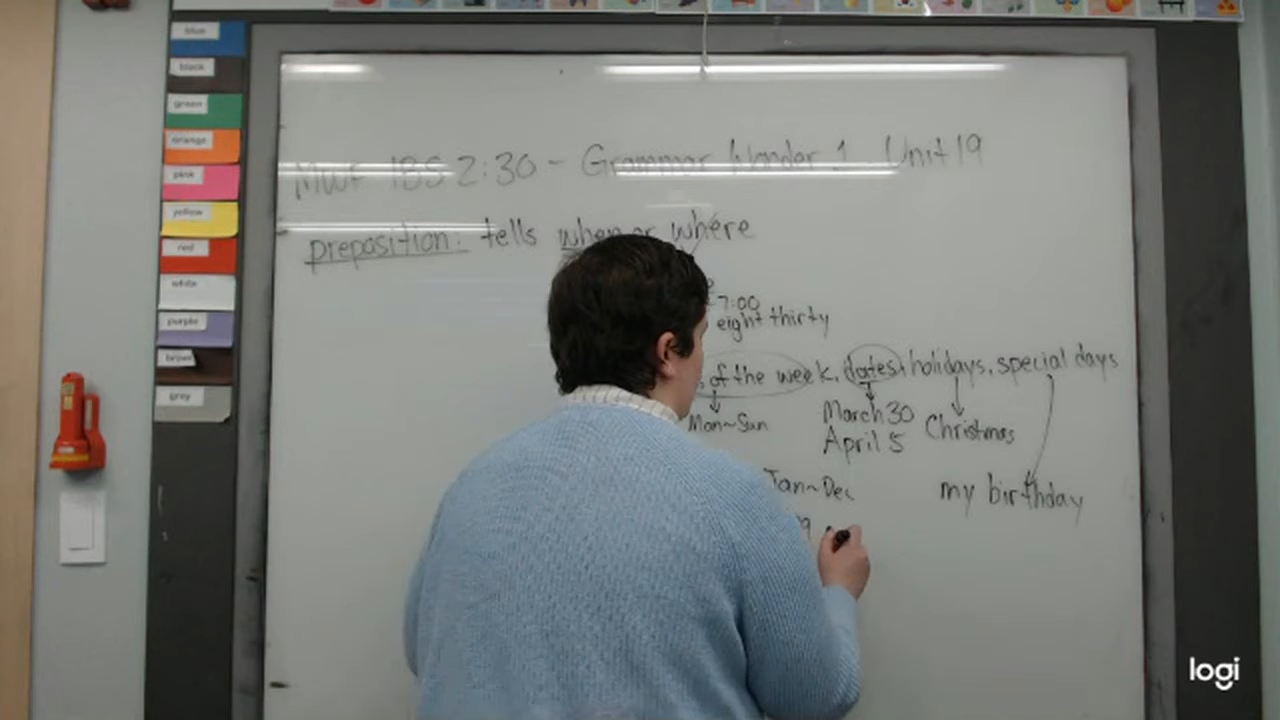 blue
black
green
orange
pink
yellow
red
white
purple
brown
gray
MWF IBS 2:30 - Grammar Wonder 1 Unit 19
preposition: tells when or where
7:00
eight thirty
of the week, dates, holidays, special days
Mon~Sun
March 30
April 5
Christmas
Jan~Dec
my birthday
logi